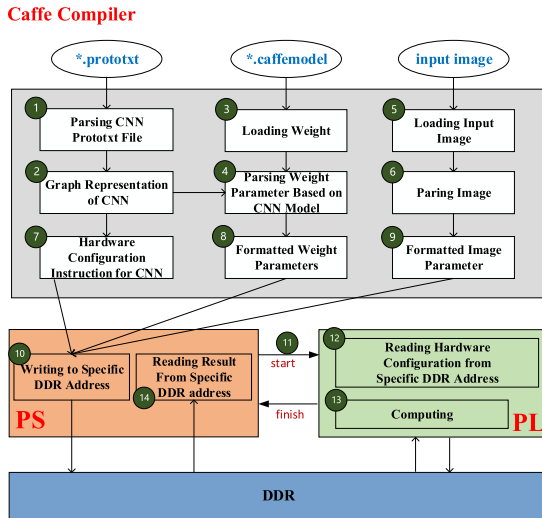 Caffe Compiler
*.prototxt
*.caffemodel
input image
1
Parsing CNN
Prototxt File
3
Loading Weight
5
Loading Input
Image
2
Graph Representation
of CNN
4
Parsing Weight
Parameter Based on
CNN Model
6
Paring Image
7
Hardware
Configuration
Instruction for CNN
8
Formatted Weight
Parameters
9
Formatted Image
Parameter
10
Writing to Specific
DDR Address
Reading Result
From Specific
DDR address
14
PS
11
start
finish
12
Reading Hardware
Configuration from
Specific DDR Address
13
Computing
PL
DDR